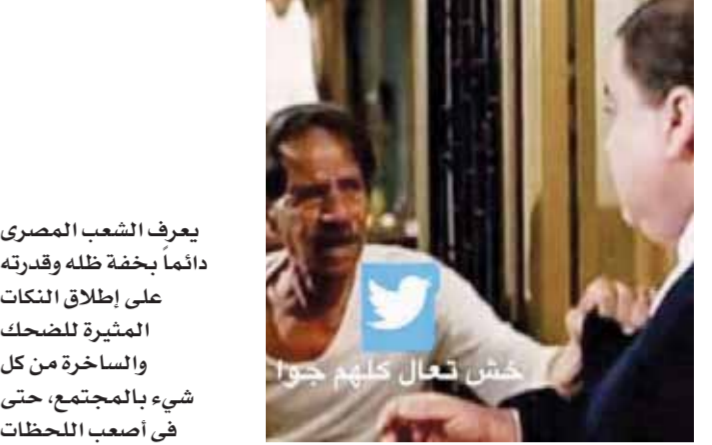 يعرف الشعب المصرى
دائماً بخفة ظله وقدرته
على إطلاق النكات
المثيرة للضحك
والساخرة من كل
شيء بالمجتمع، حتى
فى أصعب اللحظات
خش تعال كلهم جوا